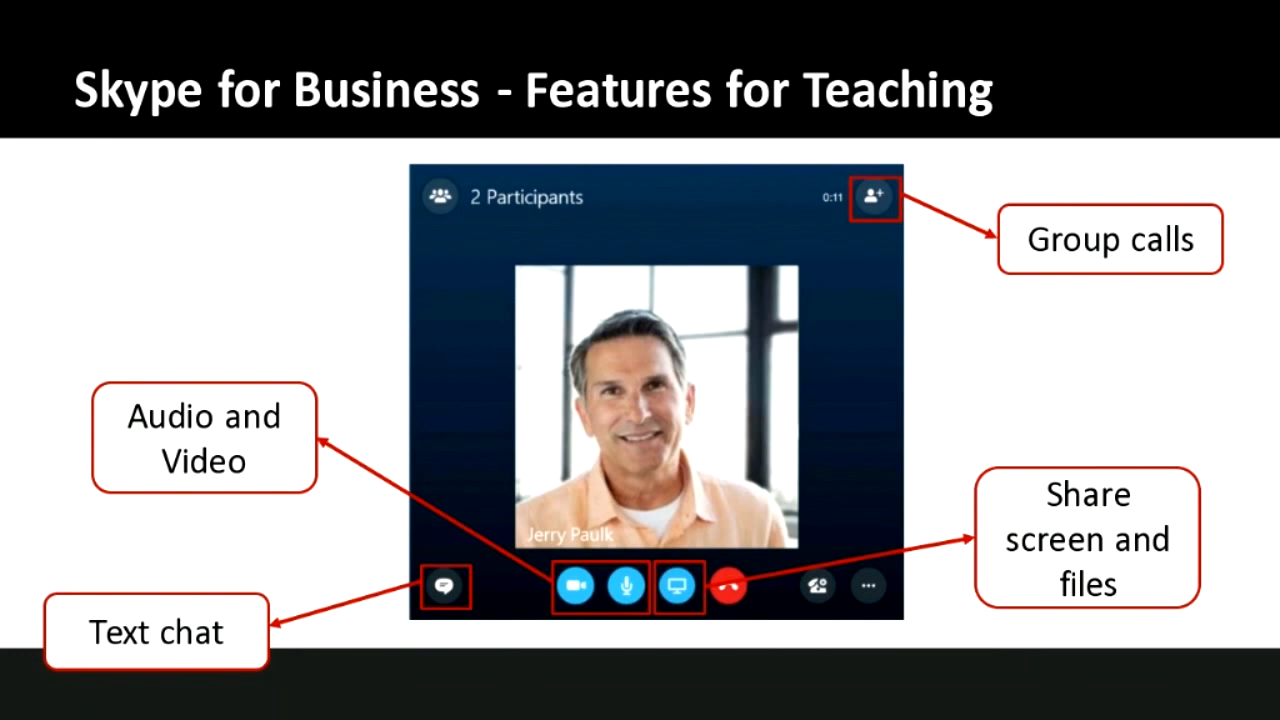 Skype for Business - Features for Teaching
2 Participants
0:11
Group calls
Audio and
Video
Jerry Paulk
Share
screen and
files
Text chat